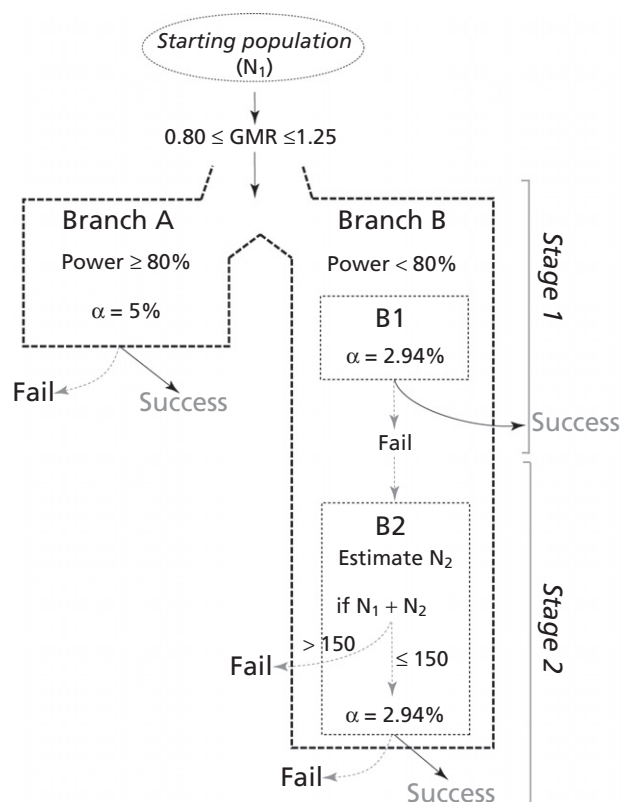 Starting population
(N₁)
0.80 ≤ GMR ≤1.25
Branch A
Power ≥ 80%
α = 5%
Fail
Success
Branch B
Power < 80%
B1
α = 2.94%
Success
Fail
Stage 1
B2
Estimate N₂
if N₁ + N₂
> 150
Fail
≤ 150
α = 2.94%
Fail
Success
Stage 2